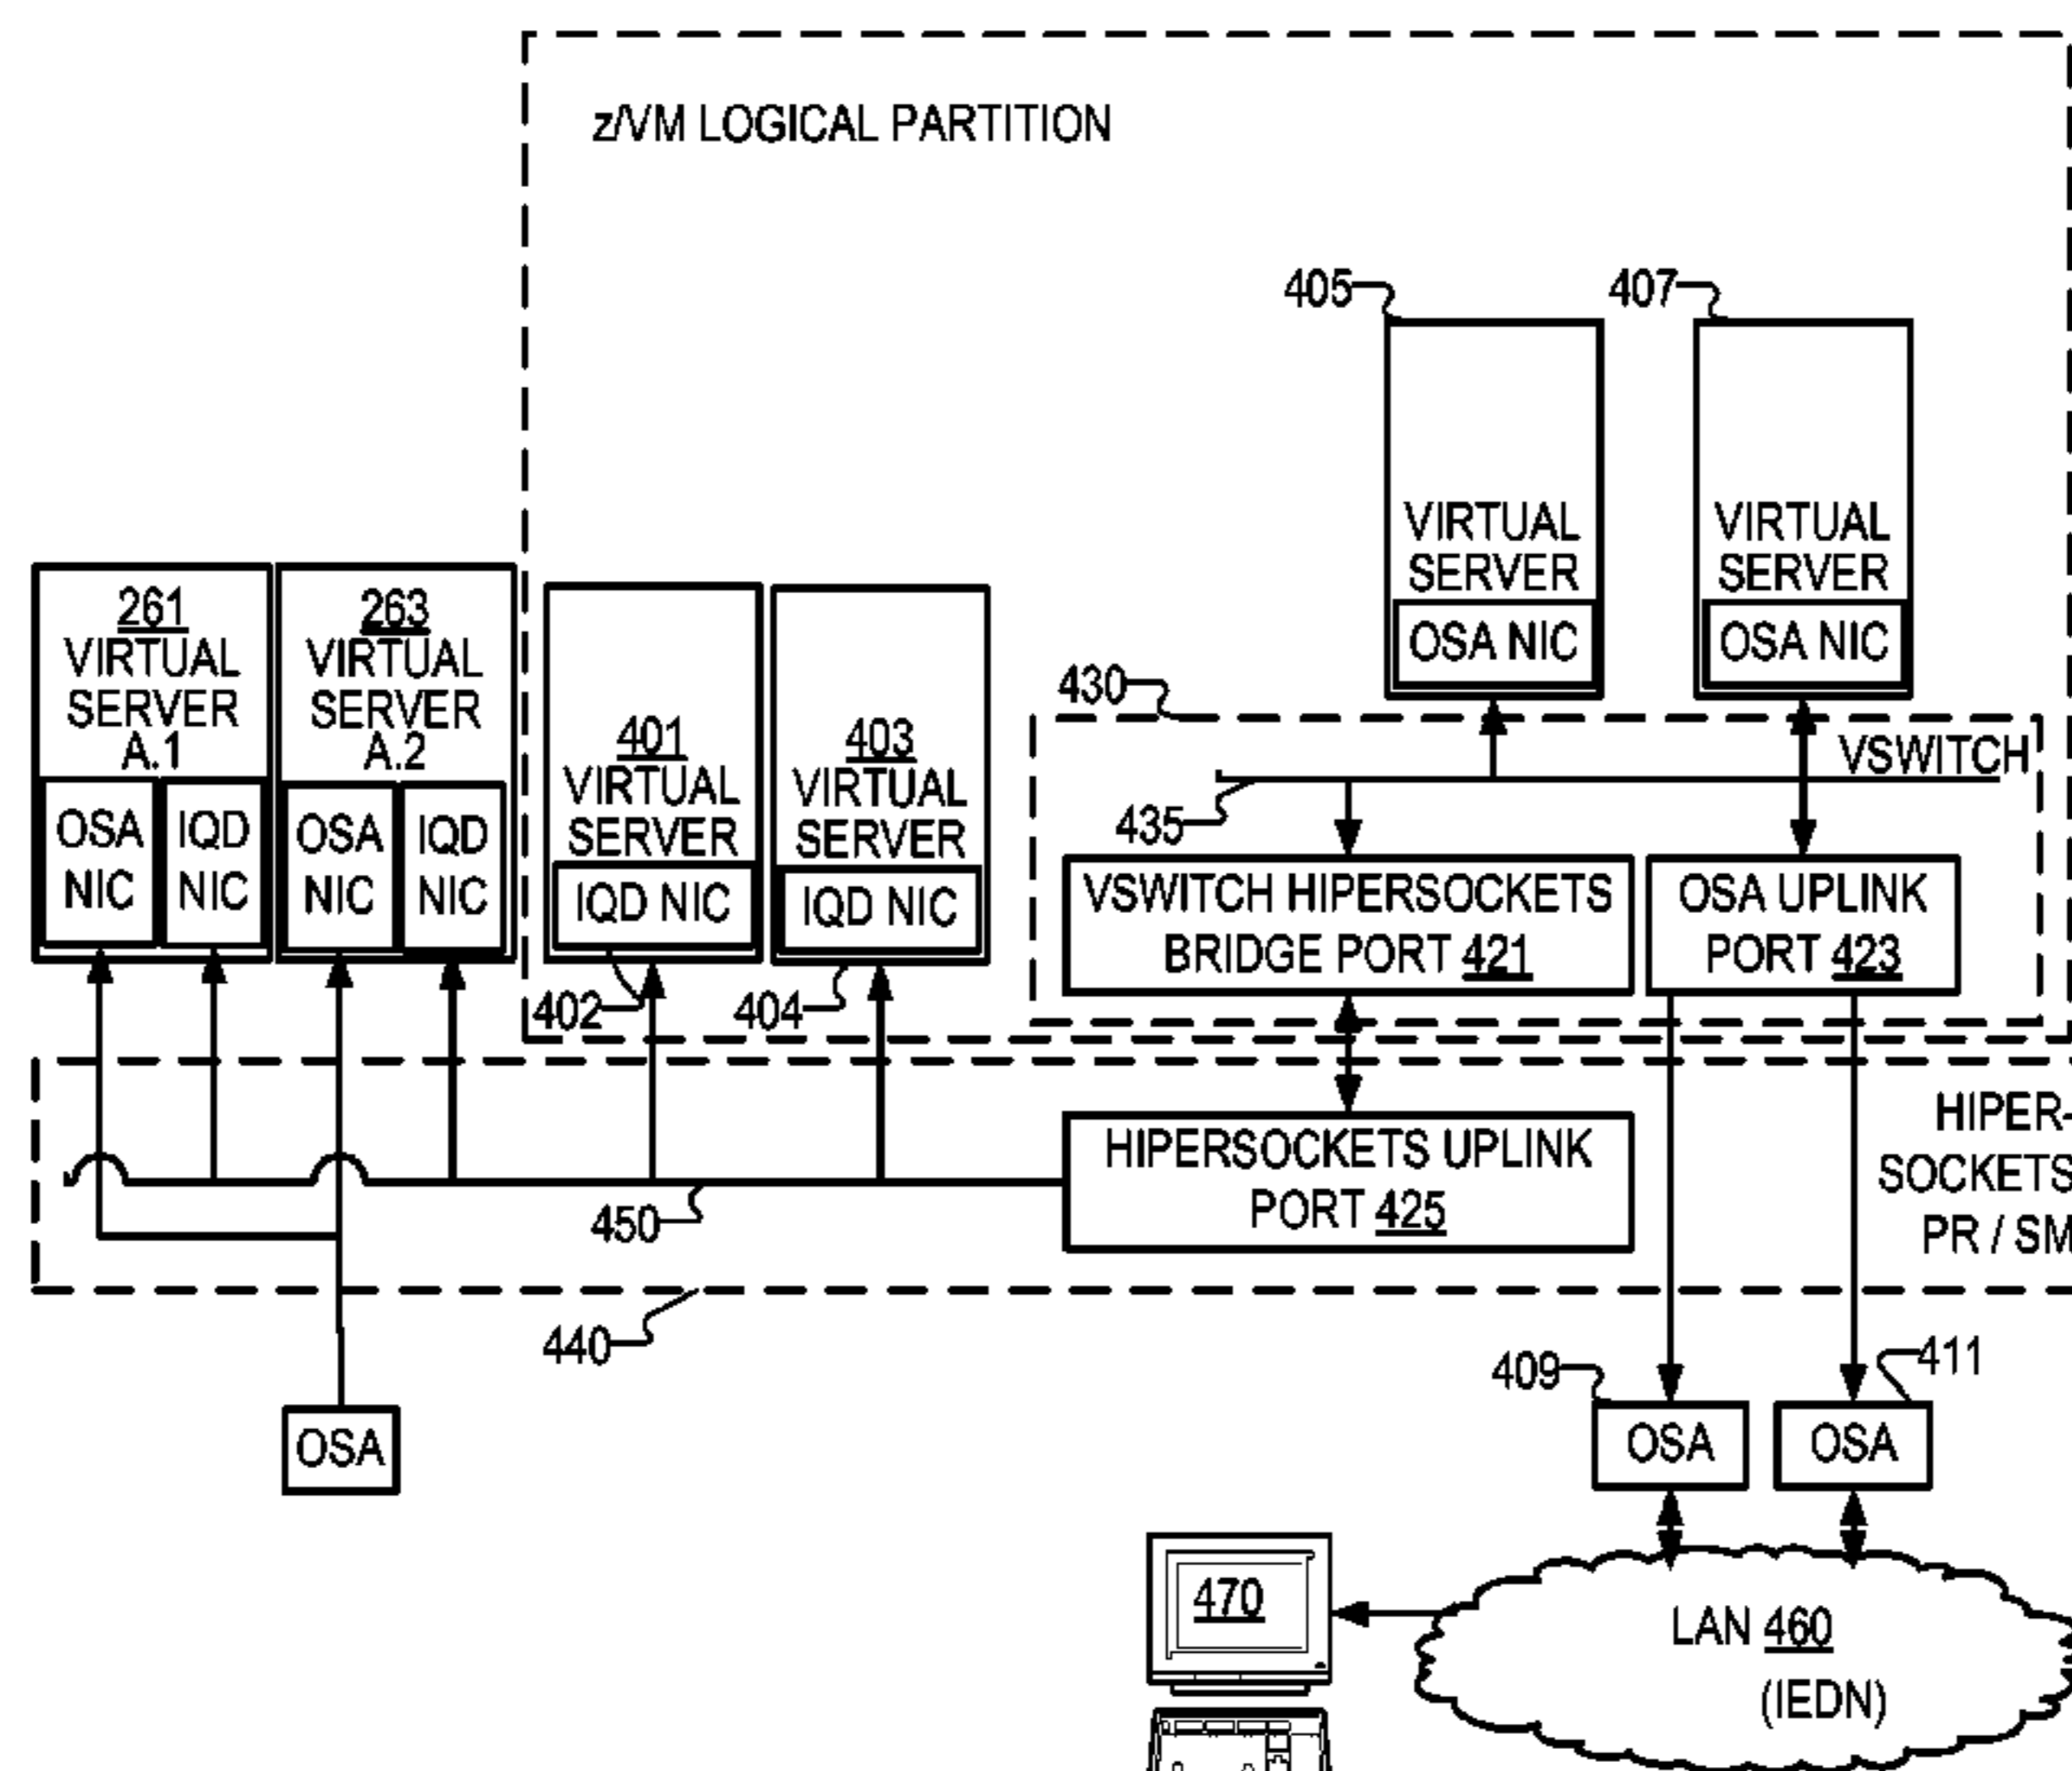 z/VM LOGICAL PARTITION
405
407
VIRTUAL
SERVER
OSA NIC
VIRTUAL
SERVER
OSA NIC
261
VIRTUAL
SERVER
A.1
OSA
NIC
IQD
NIC
263
VIRTUAL
SERVER
A.2
OSA
NIC
IQD
NIC
401
VIRTUAL
SERVER
IQD NIC
402
403
VIRTUAL
SERVER
IQD NIC
404
430
VSWITCH
435
VSWITCH HIPERSOCKETS
BRIDGE PORT 421
OSA UPLINK
PORT 423
HIPERSOCKETS UPLINK
PORT 425
HIPER-
SOCKETS
PR / SM
450
440
OSA
409
OSA
411
OSA
470
LAN 460
(IEDN)